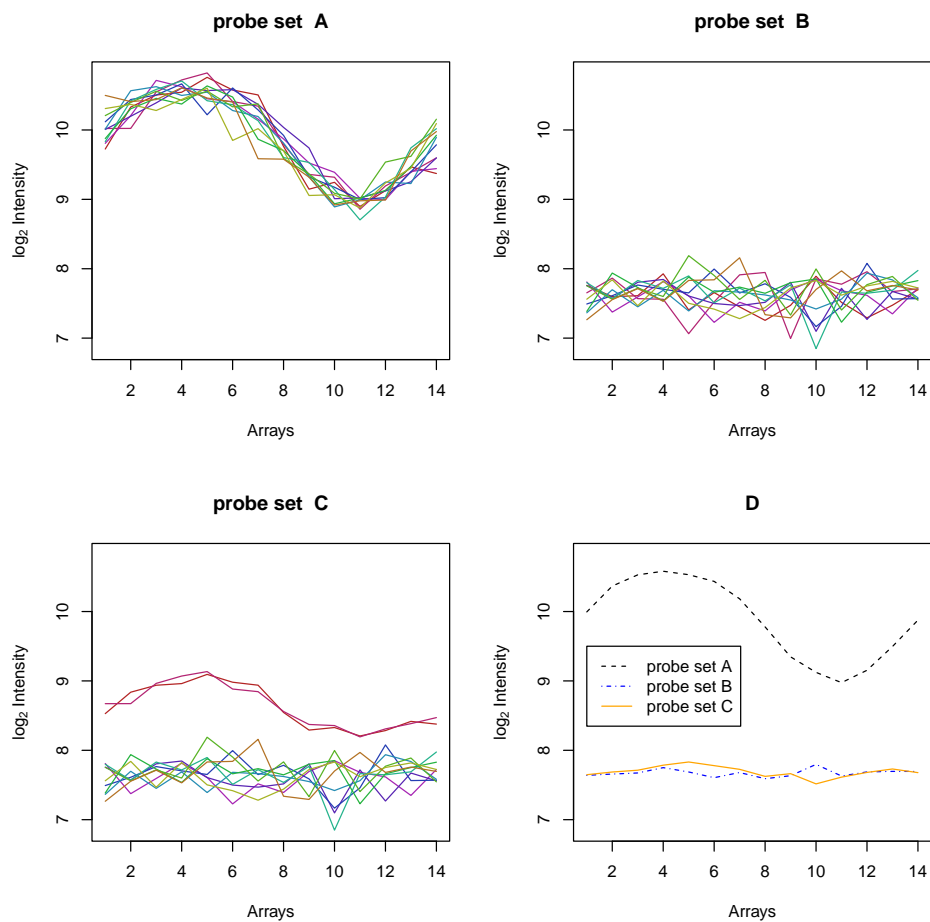 probe set A
log2 Intensity
10
9
8
7
2 4 6 8 10 12 14
Arrays
probe set B
log2 Intensity
10
9
8
7
2 4 6 8 10 12 14
Arrays
probe set C
log2 Intensity
10
9
8
7
2 4 6 8 10 12 14
Arrays
D
log2 Intensity
10
9
8
7
probe set A
probe set B
probe set C
2 4 6 8 10 12 14
Arrays